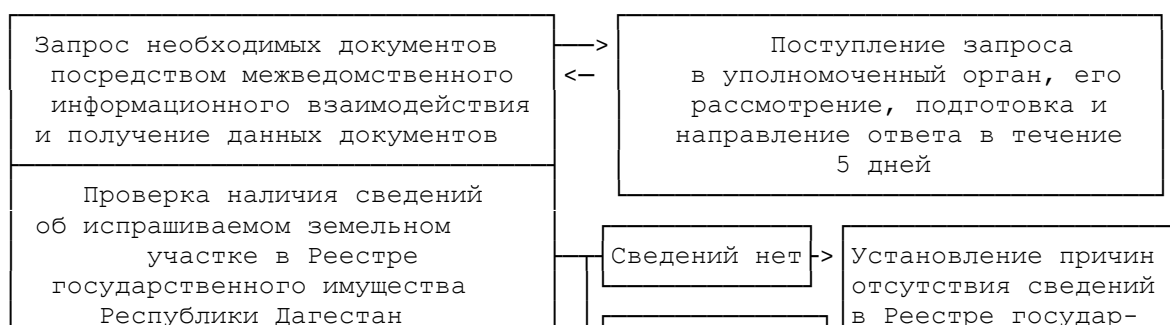 Запрос необходимых документов
посредством межведомственного
информационного взаимодействия
и получение данных документов
Поступление запроса
в уполномоченный орган, его
рассмотрение, подготовка и
направление ответа в течение
5 дней
Проверка наличия сведений
об испрашиваемом земельном
участке в Реестре
государственного имущества
Республики Дагестан
Сведений нет
Установление причин
отсутствия сведений
в Реестре государ-